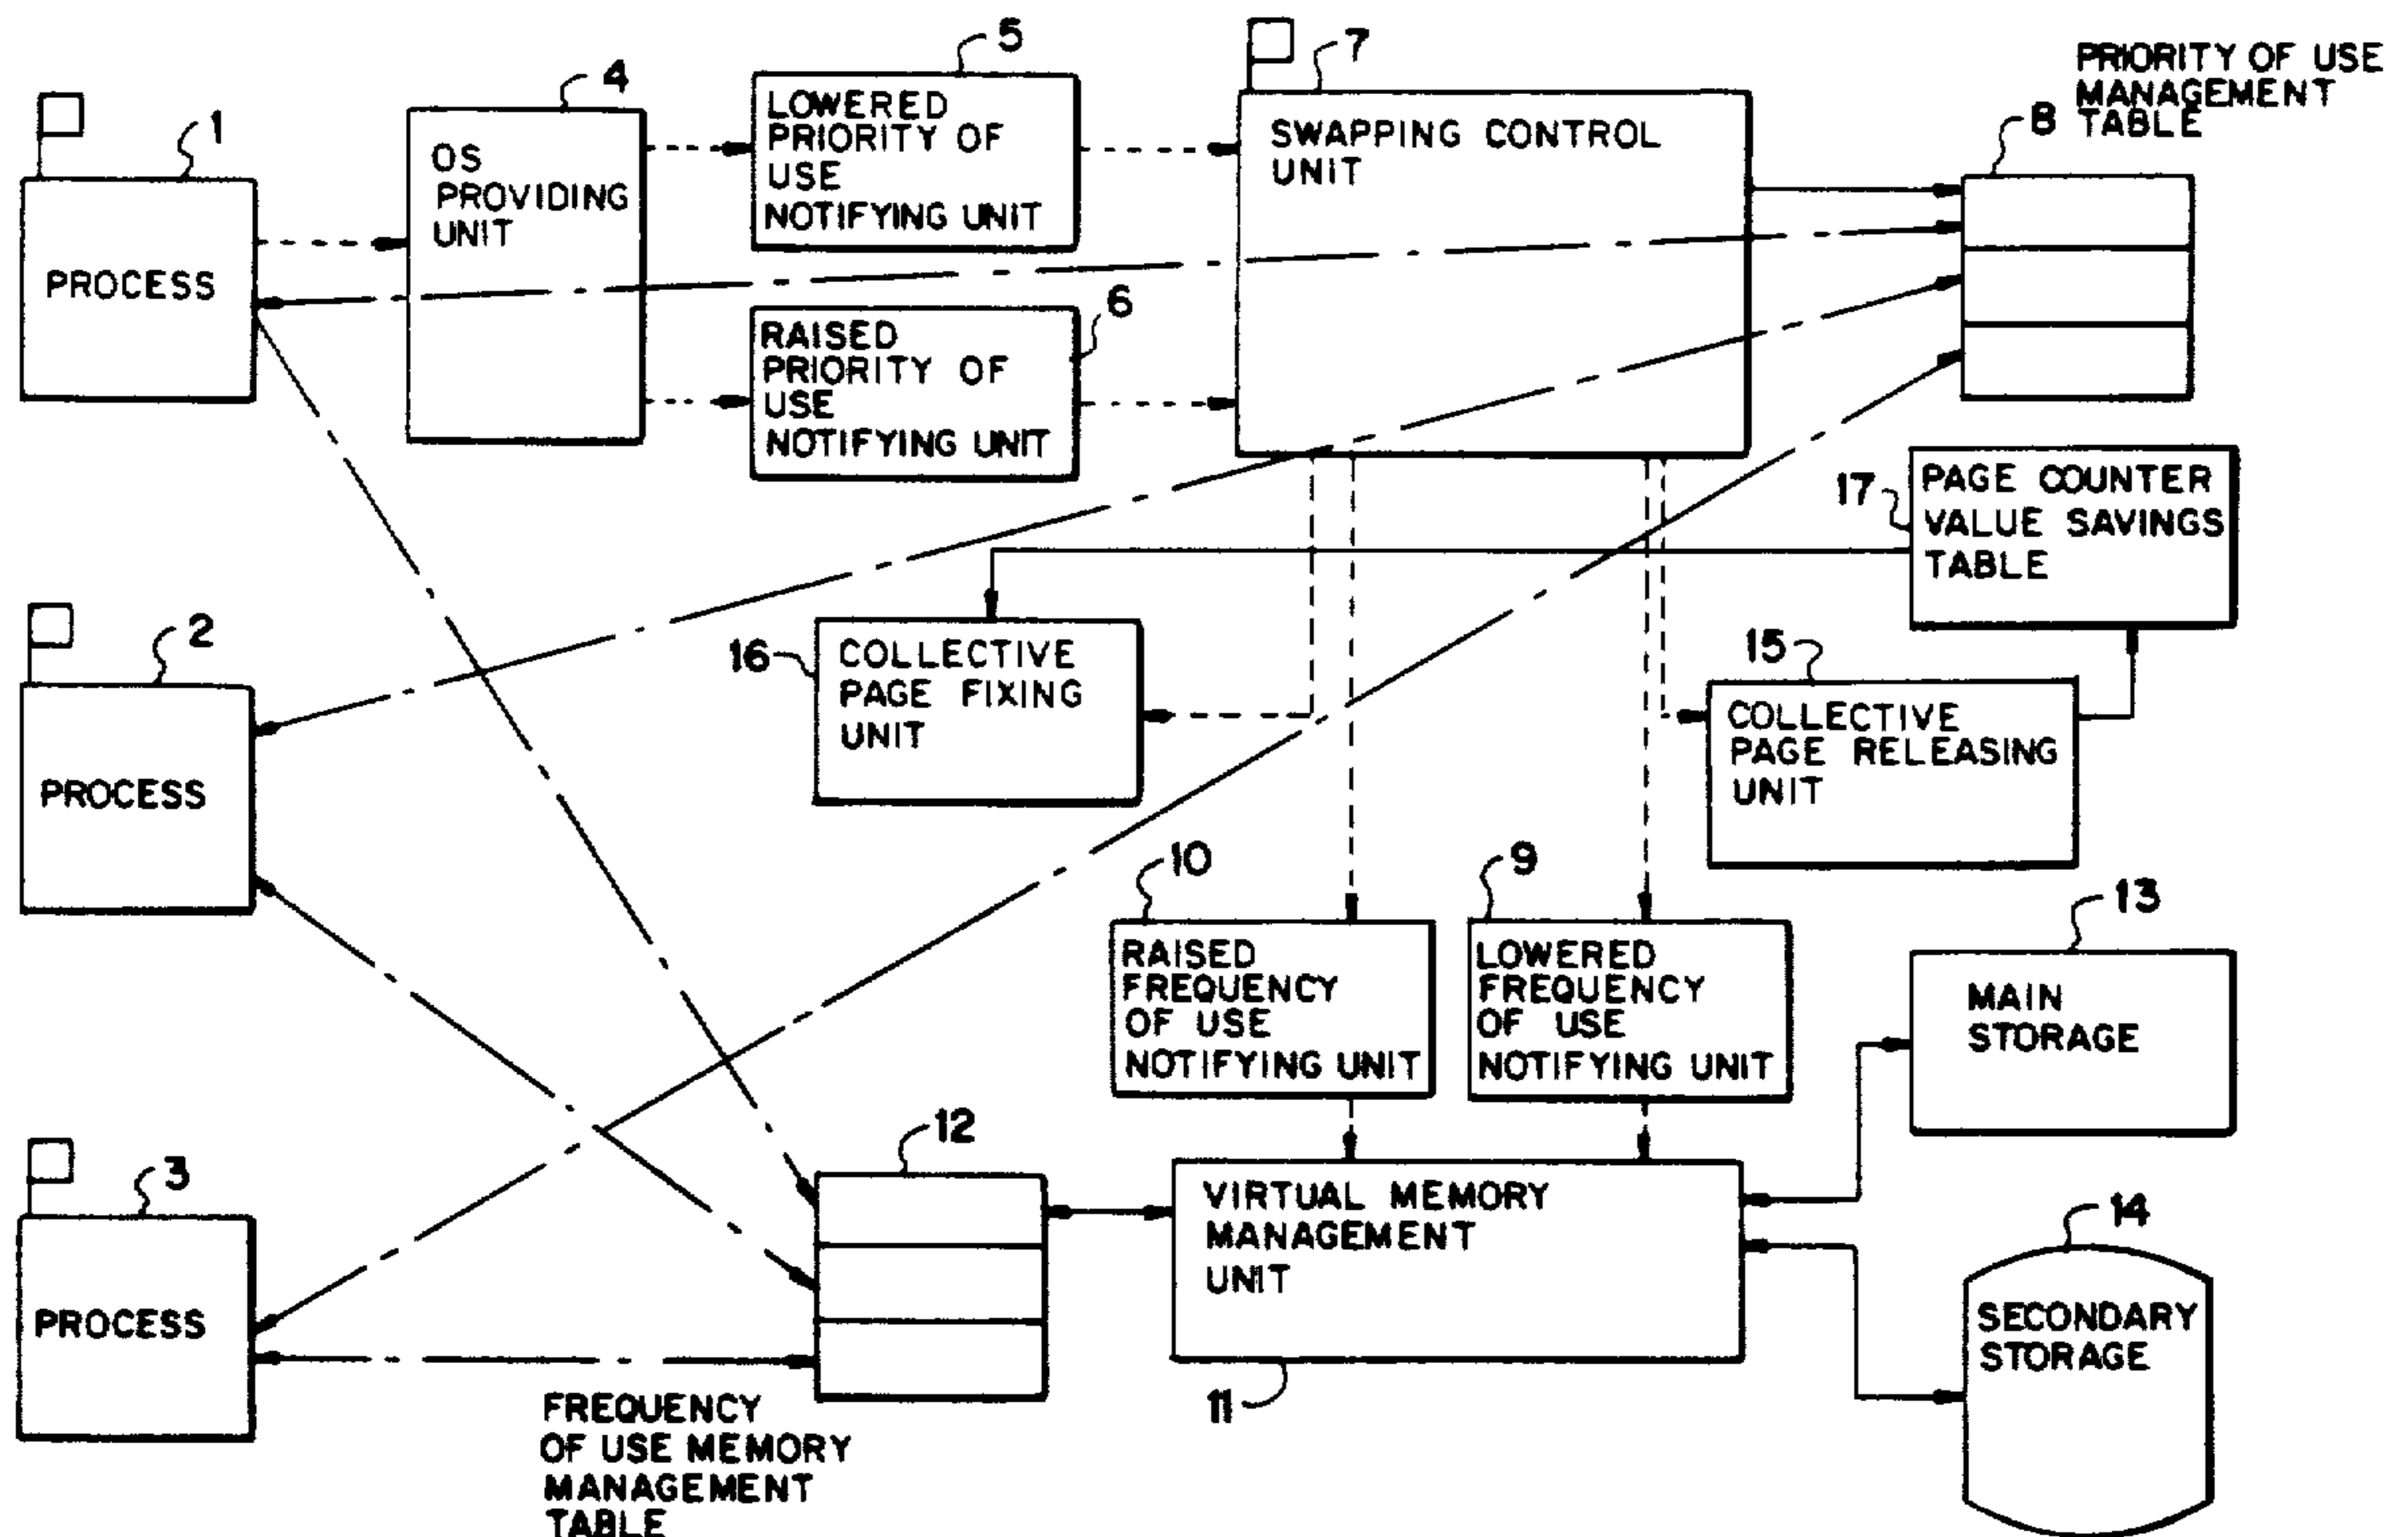 1
PROCESS
4
OS
PROVIDING
UNIT
5
LOWERED
PRIORITY OF
USE
NOTIFYING UNIT
6
RAISED
PRIORITY OF
USE
NOTIFYING UNIT
7
SWAPPING CONTROL
UNIT
PRIORITY OF USE
MANAGEMENT
TABLE
8
17
PAGE COUNTER
VALUE SAVINGS
TABLE
2
PROCESS
16
COLLECTIVE
PAGE FIXING
UNIT
15
COLLECTIVE
PAGE RELEASING
UNIT
10
RAISED
FREQUENCY
OF USE
NOTIFYING UNIT
9
LOWERED
FREQUENCY
OF USE
NOTIFYING UNIT
13
MAIN
STORAGE
3
PROCESS
12
FREQUENCY
OF USE MEMORY
MANAGEMENT
TABLE
VIRTUAL MEMORY
MANAGEMENT
UNIT
11
14
SECONDARY
STORAGE